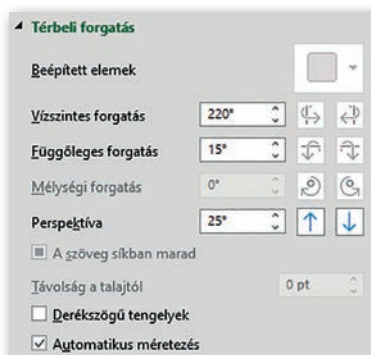 Térbeli forgatás
Beépített elemek
Vízszintes forgatás 220°
Függőleges forgatás 15°
Mélységi forgatás 0°
Perspektíva 25°
A szöveg síkban marad
Távolság a talajtól 0 pt
Derékszögű tengelyek
Automatikus méretezés